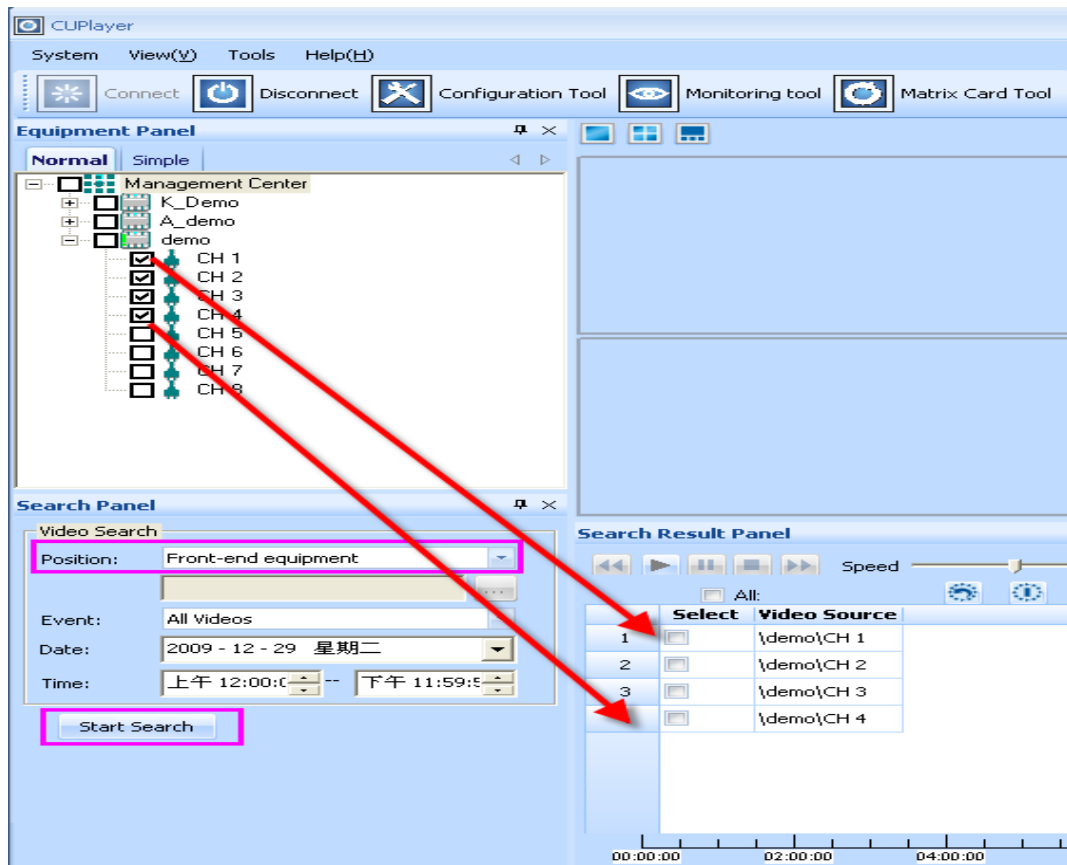 CUPlayer
System View(V) Tools Help(H)
Connect Disconnect Configuration Tool Monitoring tool Matrix Card Tool
Equipment Panel
Normal Simple
Management Center
K_Demo
A_demo
demo
CH 1
CH 2
CH 3
CH 4
CH 5
CH 6
CH 7
CH 8
Search Panel
Video Search
Position: Front-end equipment
...
Event: All Videos
Date: 2009 - 12 - 29 星期二
Time: 上午 12:00:0 -- 下午 11:59:5
Start Search
Search Result Panel
Speed
All:
Select Video Source
1 \demo\CH 1
2 \demo\CH 2
3 \demo\CH 3
\demo\CH 4
00:00:00 02:00:00 04:00:00